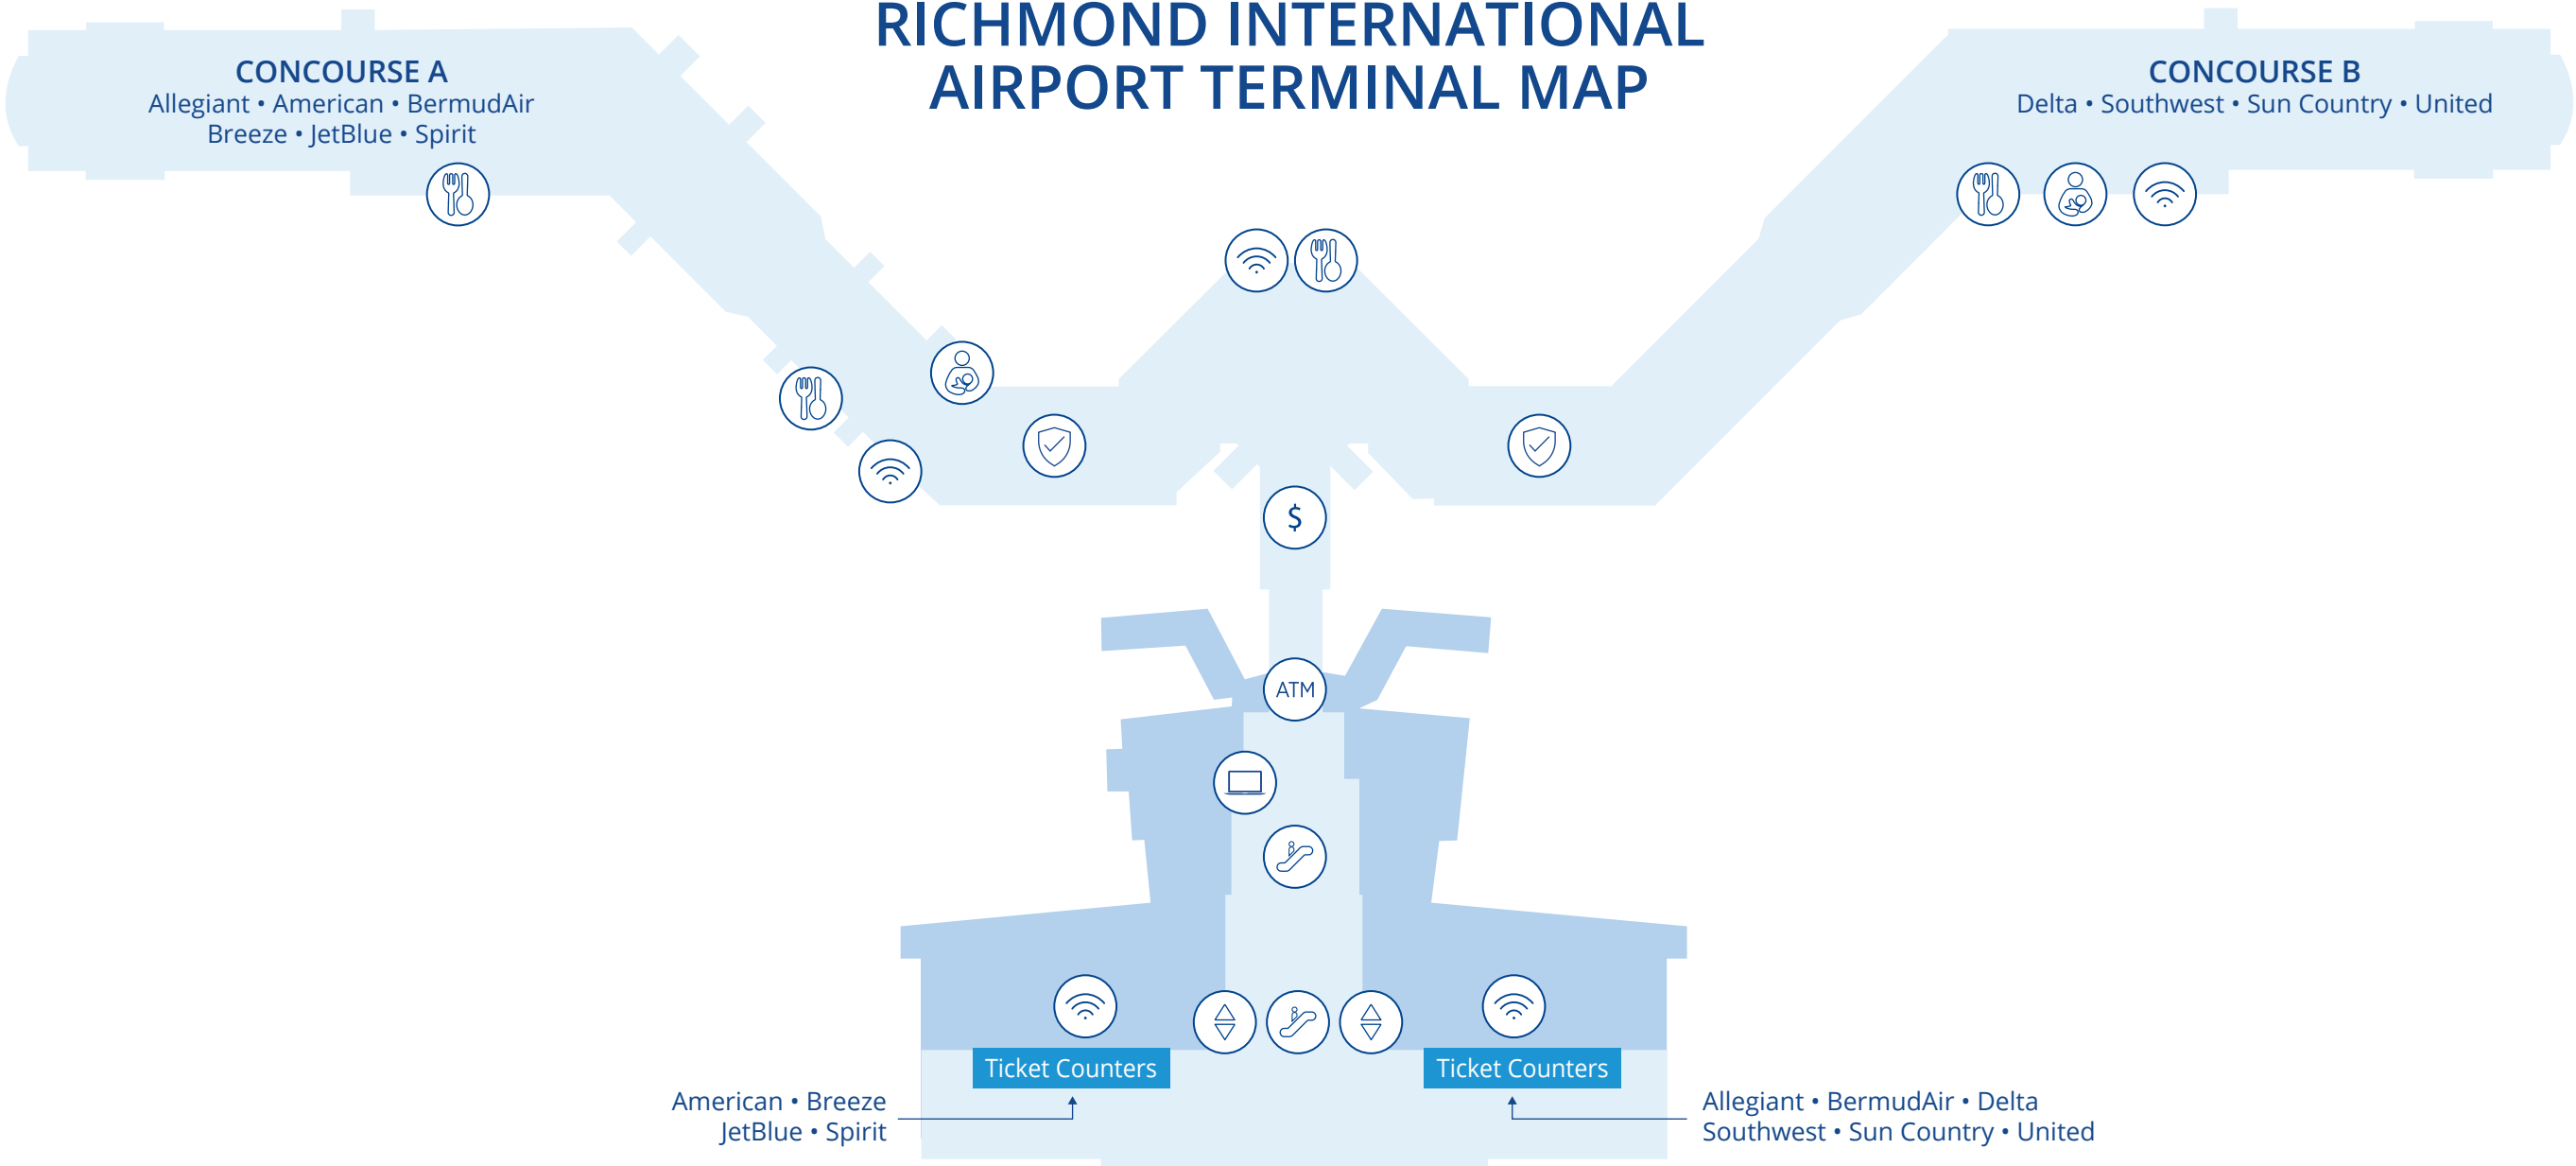 RICHMOND INTERNATIONAL
AIRPORT TERMINAL MAP
CONCOURSE A
Allegiant • American • BermudAir
Breeze • JetBlue • Spirit
CONCOURSE B
Delta • Southwest • Sun Country • United
$
ATM
Ticket Counters
Ticket Counters
American • Breeze
JetBlue • Spirit
Allegiant • BermudAir • Delta
Southwest • Sun Country • United